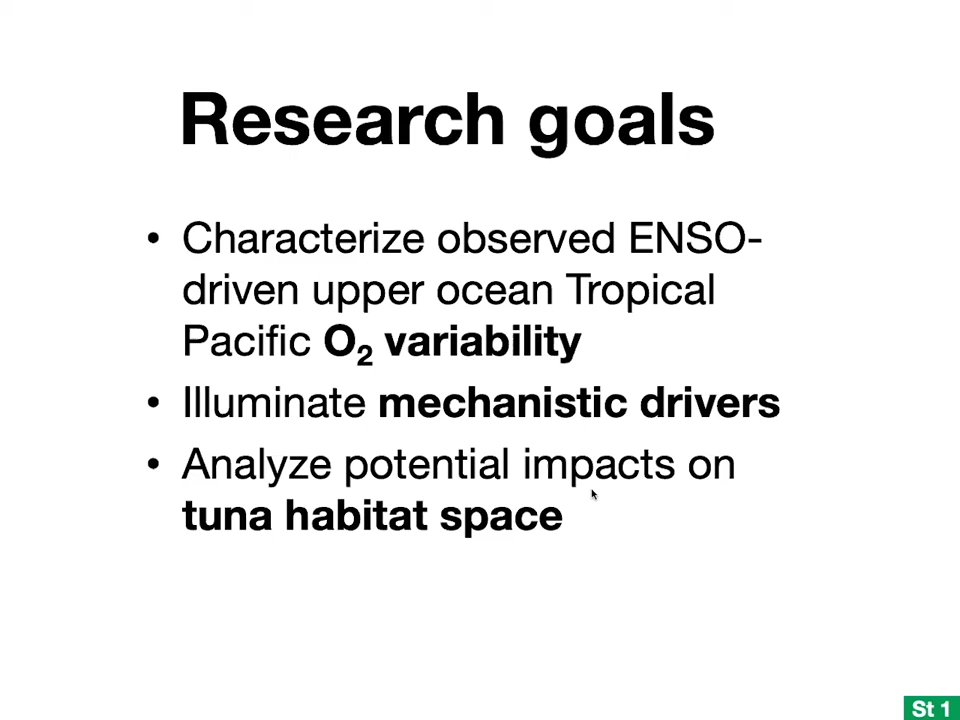 Research goals
• Characterize observed ENSO-
driven upper ocean Tropical
Pacific O₂ variability
• Illuminate mechanistic drivers
• Analyze potential impacts on
tuna habitat space
St 1